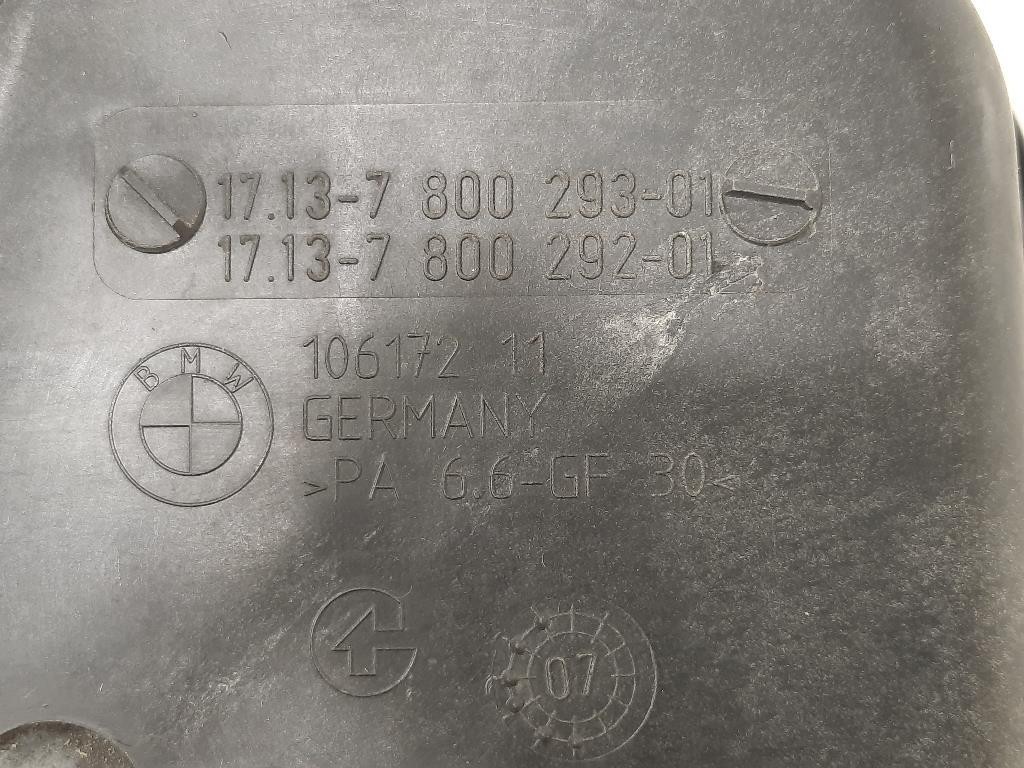 17.13-7 800 293-01
17.13-7 800 292-01
BMW
106172 11
GERMANY
>PA 6.6-GF 30<
07